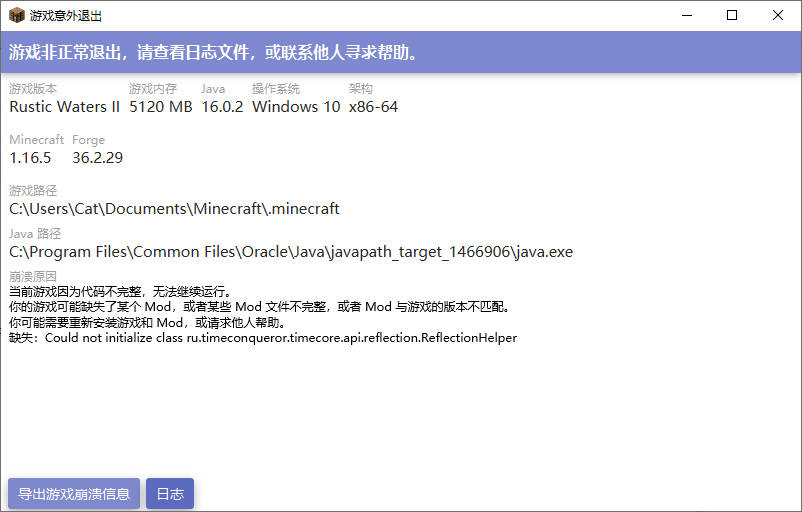 游戏意外退出
游戏非正常退出，请查看日志文件，或联系他人寻求帮助。
游戏版本 游戏内存 Java 操作系统 架构
Rustic Waters II 5120 MB 16.0.2 Windows 10 x86-64
Minecraft Forge
1.16.5 36.2.29
游戏路径
C:\Users\Cat\Documents\Minecraft\.minecraft
Java 路径
C:\Program Files\Common Files\Oracle\Java\javapath_target_1466906\java.exe
崩溃原因
当前游戏因为代码不完整，无法继续运行。
你的游戏可能缺失了某个 Mod，或者某些 Mod 文件不完整，或者 Mod 与游戏的版本不匹配。
你可能需要重新安装游戏和 Mod，或请求他人帮助。
缺失：Could not initialize class ru.timeconqueror.timecore.api.reflection.ReflectionHelper
导出游戏崩溃信息 日志